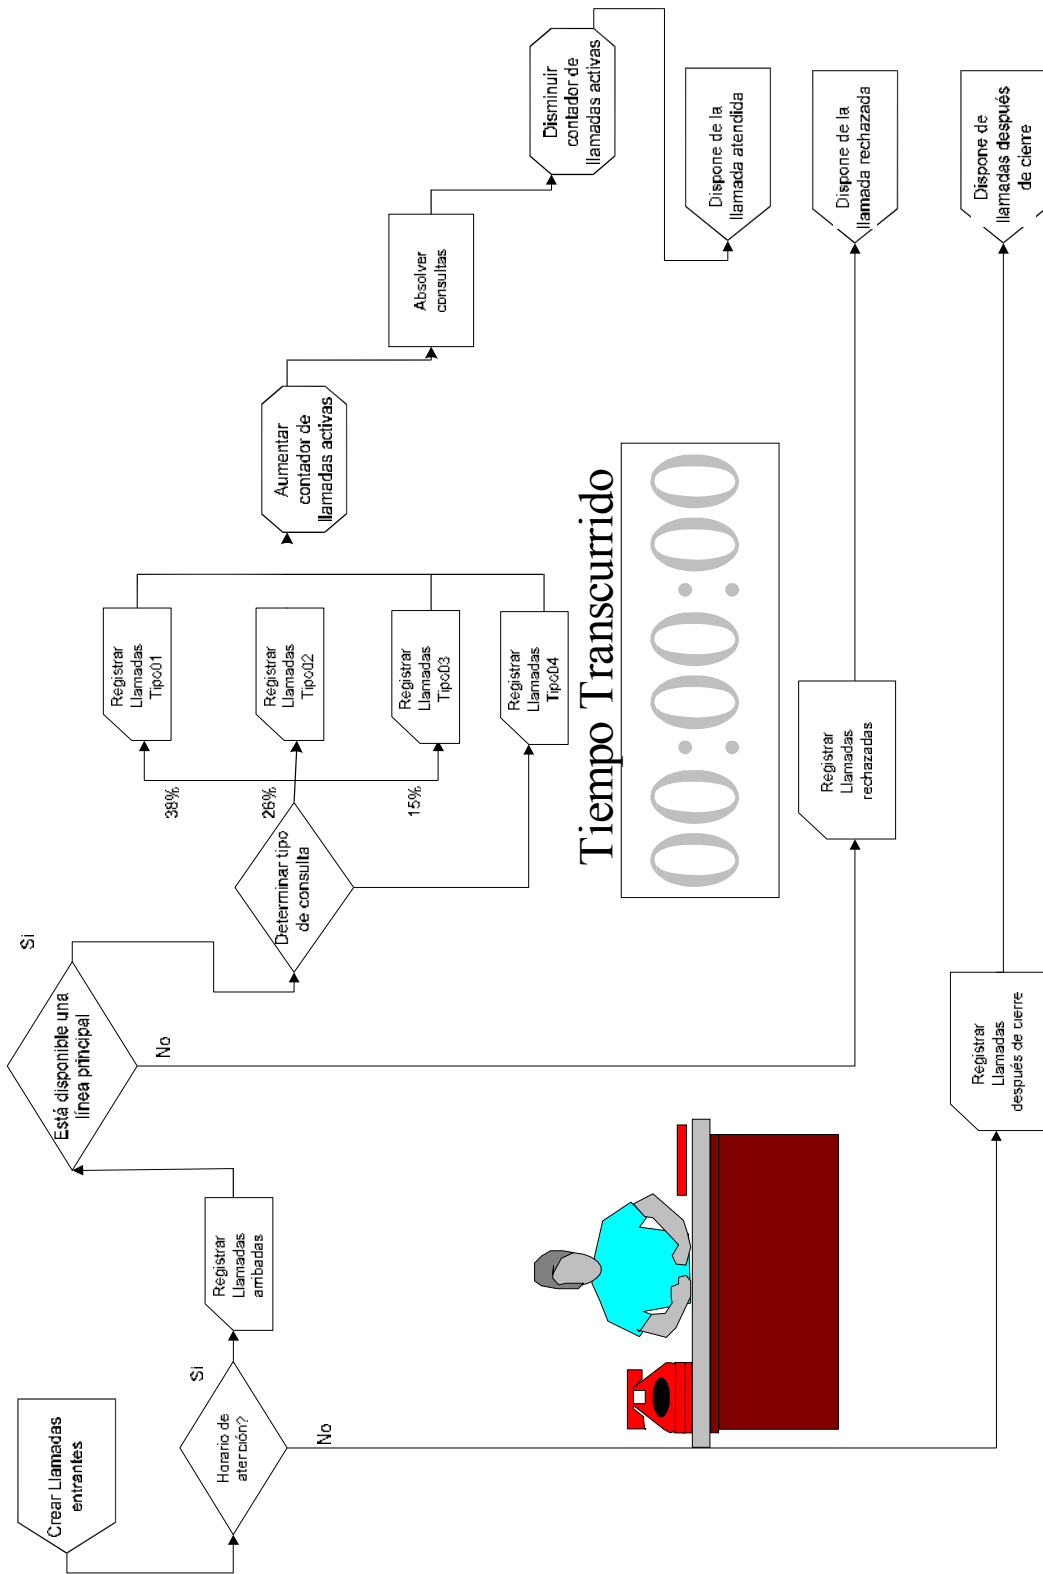 Crear Llamadas
entrantes
Horario de
atención?
Si
No
Registrar
Llamadas
arribadas
Está disponible una
línea principal
Si
No
Determinar tipo
de consulta
38%
26%
15%
Registrar
Llamadas
Tipo01
Registrar
Llamadas
Tipo02
Registrar
Llamadas
Tipo03
Registrar
Llamadas
Tipo04
Aumentar
contador de
llamadas activas
Absolver
consultas
Disminuir
contador de
llamadas activas
Dispone de la
llamada atendida
Tiempo Transcurrido
00:00:00
Registrar
Llamadas
rechazadas
Dispone de la
llamada rechazada
Registrar
Llamadas
después de cierre
Dispone de
llamadas después
de cierre